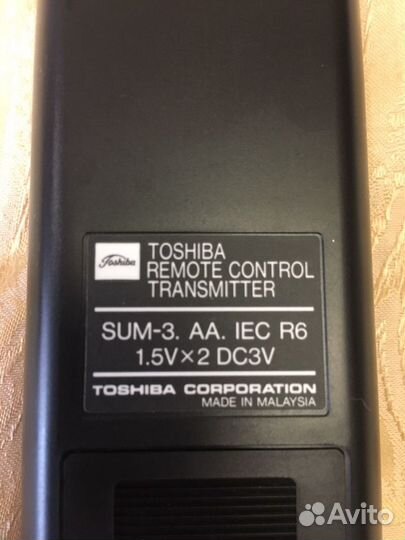 Toshiba
TOSHIBA
REMOTE CONTROL
TRANSMITTER
SUM-3. AA. IEC R6
1.5V×2 DC3V
TOSHIBA CORPORATION
MADE IN MALAYSIA
Avito